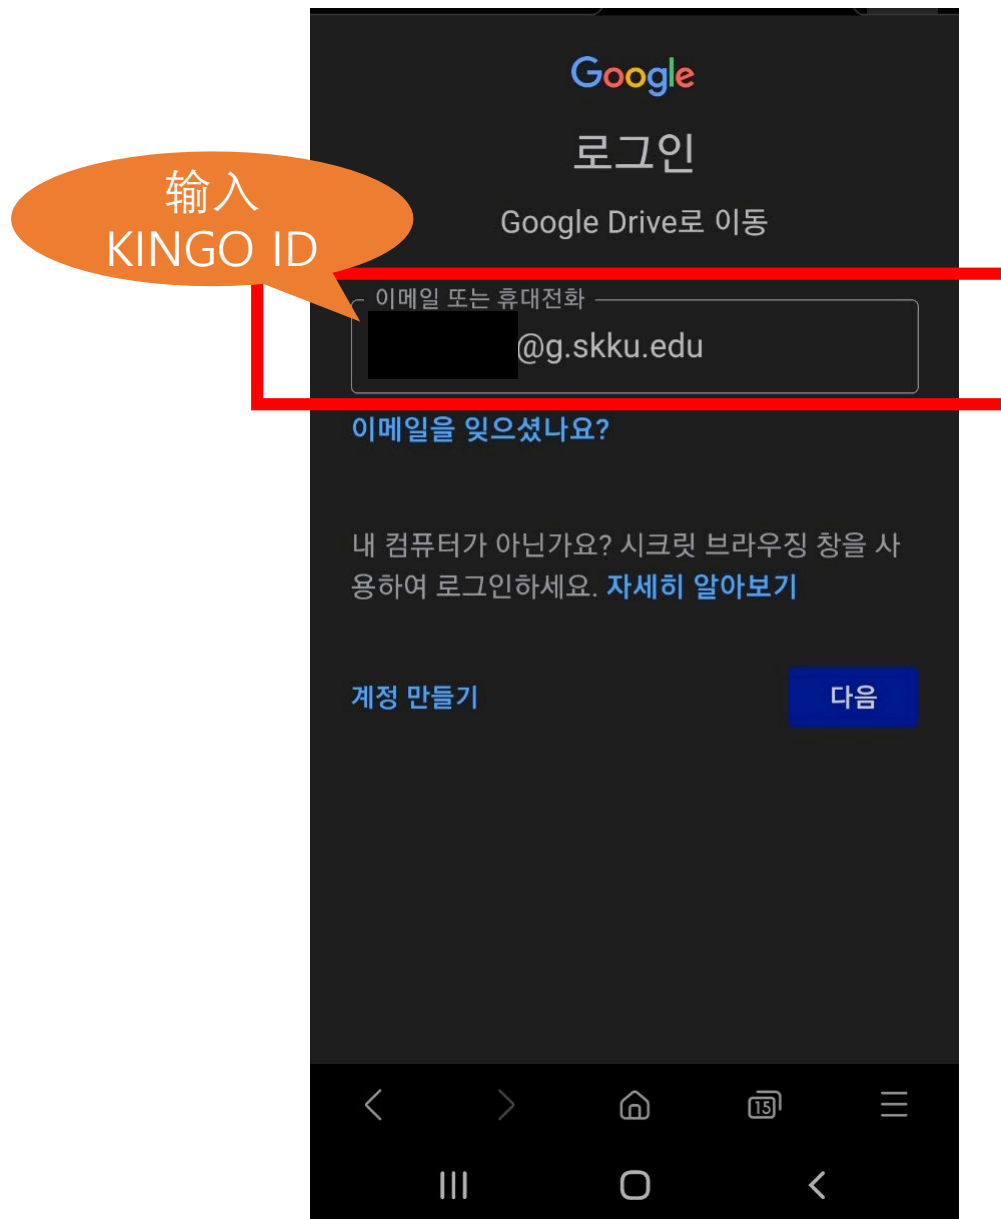 Google
로그인
Google Drive로 이동
输入
KINGO ID
이메일 또는 휴대전화
@g.skku.edu
이메일을 잊으셨나요?
내 컴퓨터가 아닌가요? 시크릿 브라우징 창을 사
용하여 로그인하세요. 자세히 알아보기
계정 만들기
다음
15